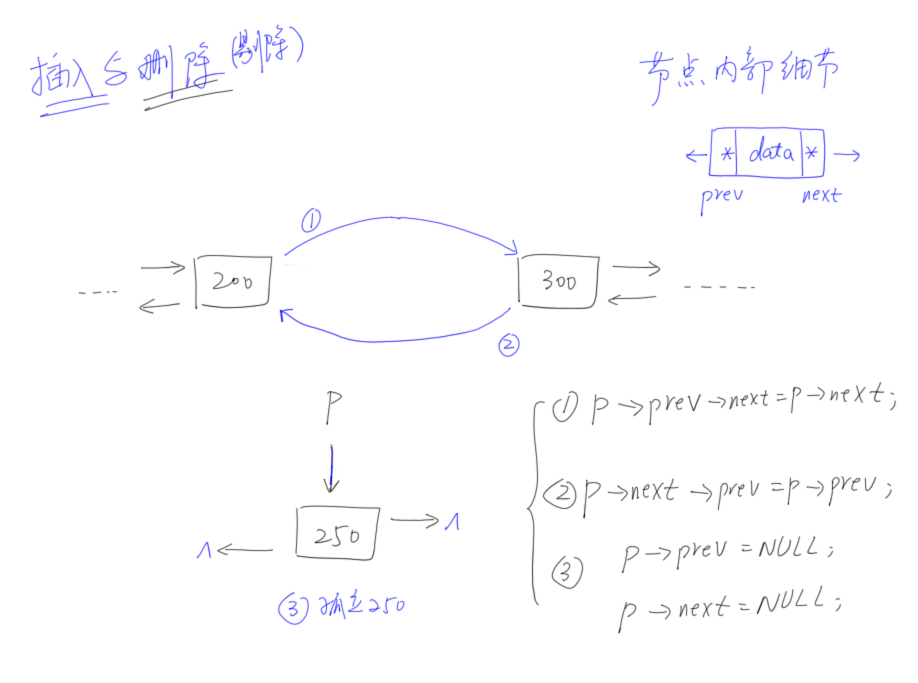 插入与删除(剔除)
节点内部细节
* data *
prev next
①
.... 200 300 .....
②
P
250
Λ Λ
③ 孤立250
① p→prev→next=p→next;
② p→next→prev=p→prev;
③ p→prev=NULL;
p→next=NULL;